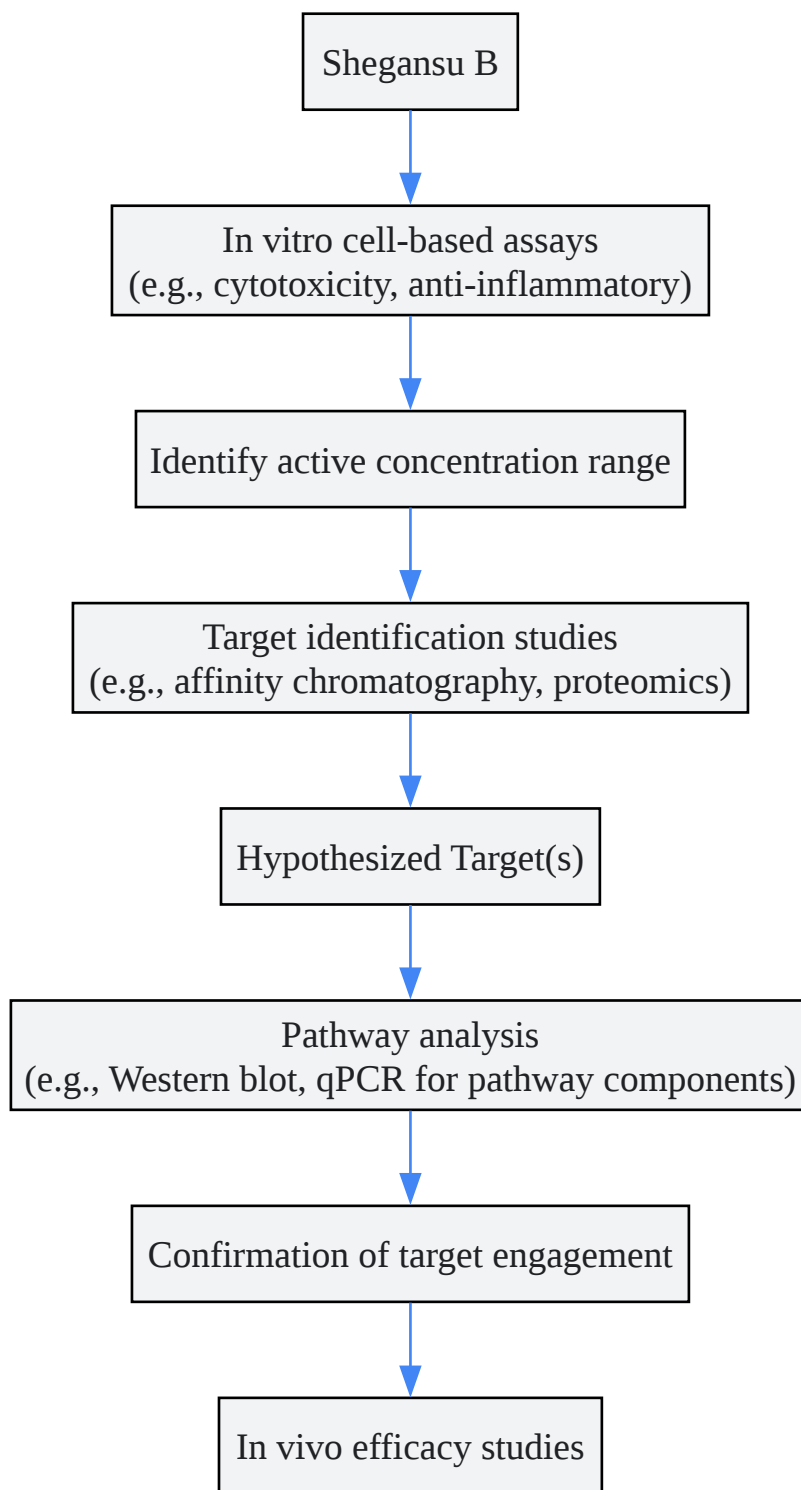 Shegansu B
In vitro cell-based assays
(e.g., cytotoxicity, anti-inflammatory)
Identify active concentration range
Target identification studies
(e.g., affinity chromatography, proteomics)
Hypothesized Target(s)
Pathway analysis
(e.g., Western blot, qPCR for pathway components)
Confirmation of target engagement
In vivo efficacy studies